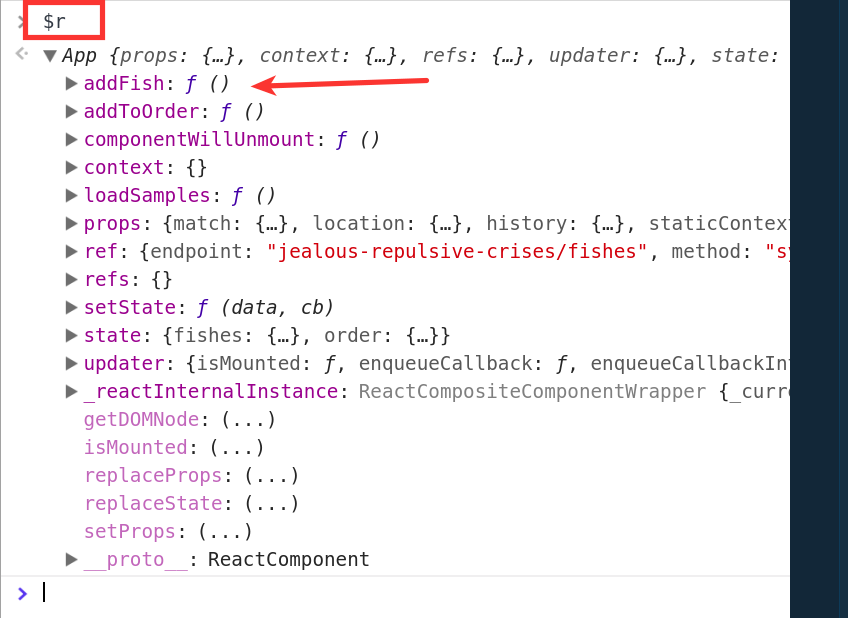 $r
App {props: {…}, context: {…}, refs: {…}, updater: {…}, state:
addFish: ƒ ()
addToOrder: ƒ ()
componentWillUnmount: ƒ ()
context: {}
loadSamples: ƒ ()
props: {match: {…}, location: {…}, history: {…}, staticContext
ref: {endpoint: "jealous-repulsive-crises/fishes", method: "sy
refs: {}
setState: ƒ (data, cb)
state: {fishes: {…}, order: {…}}
updater: {isMounted: ƒ, enqueueCallback: ƒ, enqueueCallbackInt
_reactInternalInstance: ReactCompositeComponentWrapper {_curre
getDOMNode: (...)
isMounted: (...)
replaceProps: (...)
replaceState: (...)
setProps: (...)
__proto__: ReactComponent